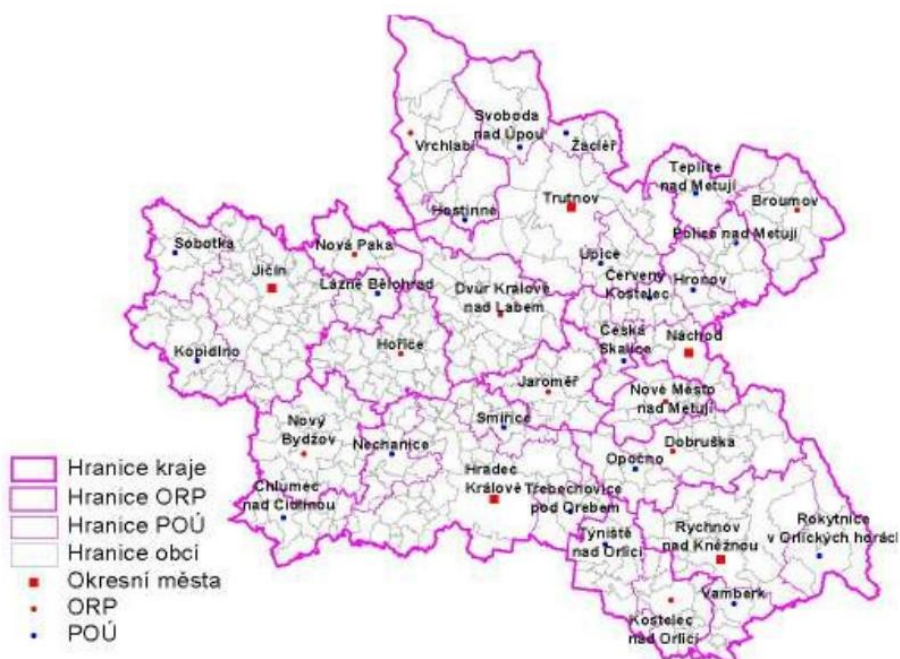 Svoboda
nad Úpou
Vrchlabí
Žacléř
Teplice
nad Metují
Trutnov
Broumov
Hostinné
Police nad Metují
Sobotka
Nová Paka
Úpice
Jičín
Lázně Bělohrad
Dvůr Králové
nad Labem
Červený
Kostelec
Hronov
Kopidlno
Hořice
Česká
Skalice
Náchod
Jaroměř
Nové Město
nad Metují
Nový
Bydžov
Smiřice
Nechanice
Dobruška
Opočno
Hradec
Králové
Třebechovice
pod Orebem
Chlumec
nad Cidlinou
Týniště
nad Orlicí
Rychnov
nad Kněžnou
Rokytnice
v Orlických horácl
Vamberk
Kostelec
nad Orlicí
Hranice kraje
Hranice ORP
Hranice POÚ
Hranice obcí
Okresní města
ORP
POÚ